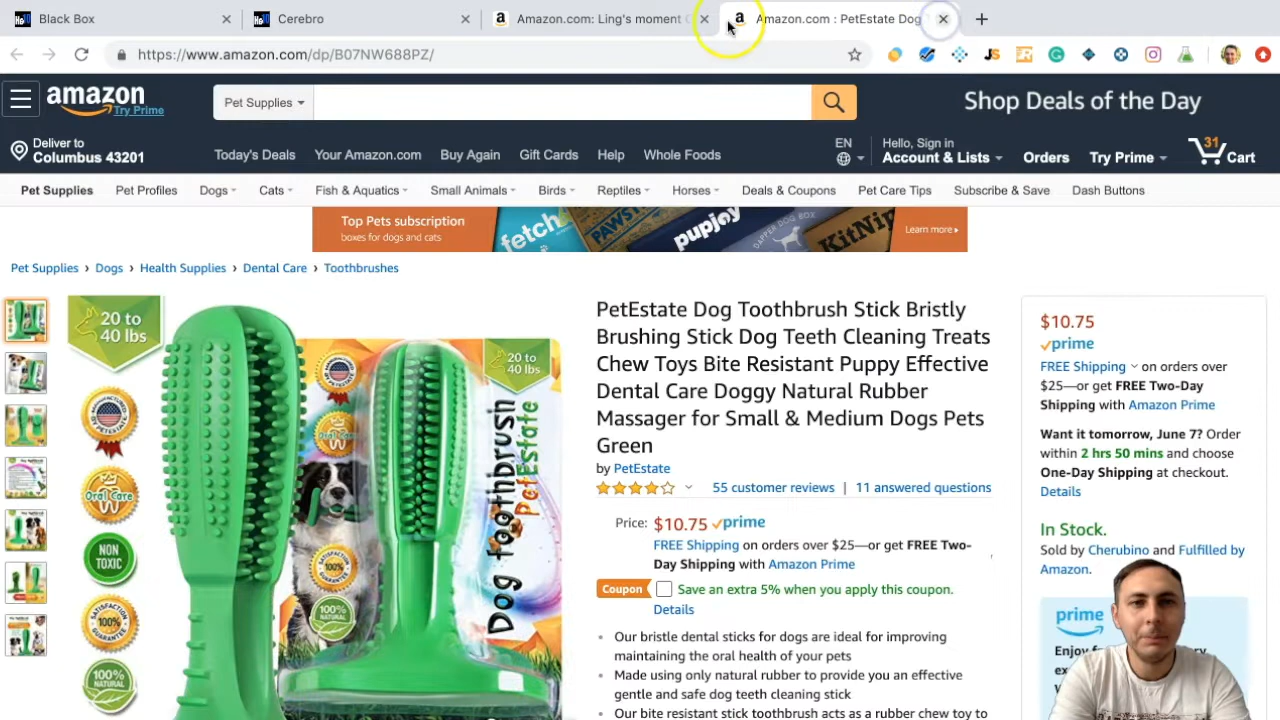 Black Box
Cerebro
Amazon.com: Ling's moment
Amazon.com : PetEstate Dog
https://www.amazon.com/dp/B07NW688PZ/
JS
amazon
Try Prime
Pet Supplies
Shop Deals of the Day
Deliver to
Columbus 43201
Today's Deals
Your Amazon.com
Buy Again
Gift Cards
Help
Whole Foods
EN
Hello, Sign in
Account & Lists
Orders
Try Prime
31
Cart
Pet Supplies
Pet Profiles
Dogs
Cats
Fish & Aquatics
Small Animals
Birds
Reptiles
Horses
Deals & Coupons
Pet Care Tips
Subscribe & Save
Dash Buttons
Top Pets subscription
boxes for dogs and cats
fetch
PAWS
pupjoy
DAPPER DOG BOX
KitNip
Learn more
Pet Supplies › Dogs › Health Supplies › Dental Care › Toothbrushes
20 to
40 lbs
Oral Care
NON
TOXIC
SATISFACTION
GUARANTEE
100%
NATURAL
20 to
40 lbs
Oral Care
100%
NATURAL
Dog toothbrush
PetEstate
PetEstate Dog Toothbrush Stick Bristly
Brushing Stick Dog Teeth Cleaning Treats
Chew Toys Bite Resistant Puppy Effective
Dental Care Doggy Natural Rubber
Massager for Small & Medium Dogs Pets
Green
by PetEstate
55 customer reviews | 11 answered questions
Price: $10.75 prime
FREE Shipping on orders over $25—or get FREE Two-
Day Shipping with Amazon Prime
Coupon Save an extra 5% when you apply this coupon.
Details
Our bristle dental sticks for dogs are ideal for improving
maintaining the oral health of your pets
Made using only natural rubber to provide you an effective
gentle and safe dog teeth cleaning stick
Our bite resistant stick toothbrush acts as a rubber chew toy to
$10.75
prime
FREE Shipping on orders over
$25—or get FREE Two-Day
Shipping with Amazon Prime
Want it tomorrow, June 7? Order
within 2 hrs 50 mins and choose
One-Day Shipping at checkout.
Details
In Stock.
Sold by Cherubino and Fulfilled by
Amazon.
prime
Enjoy